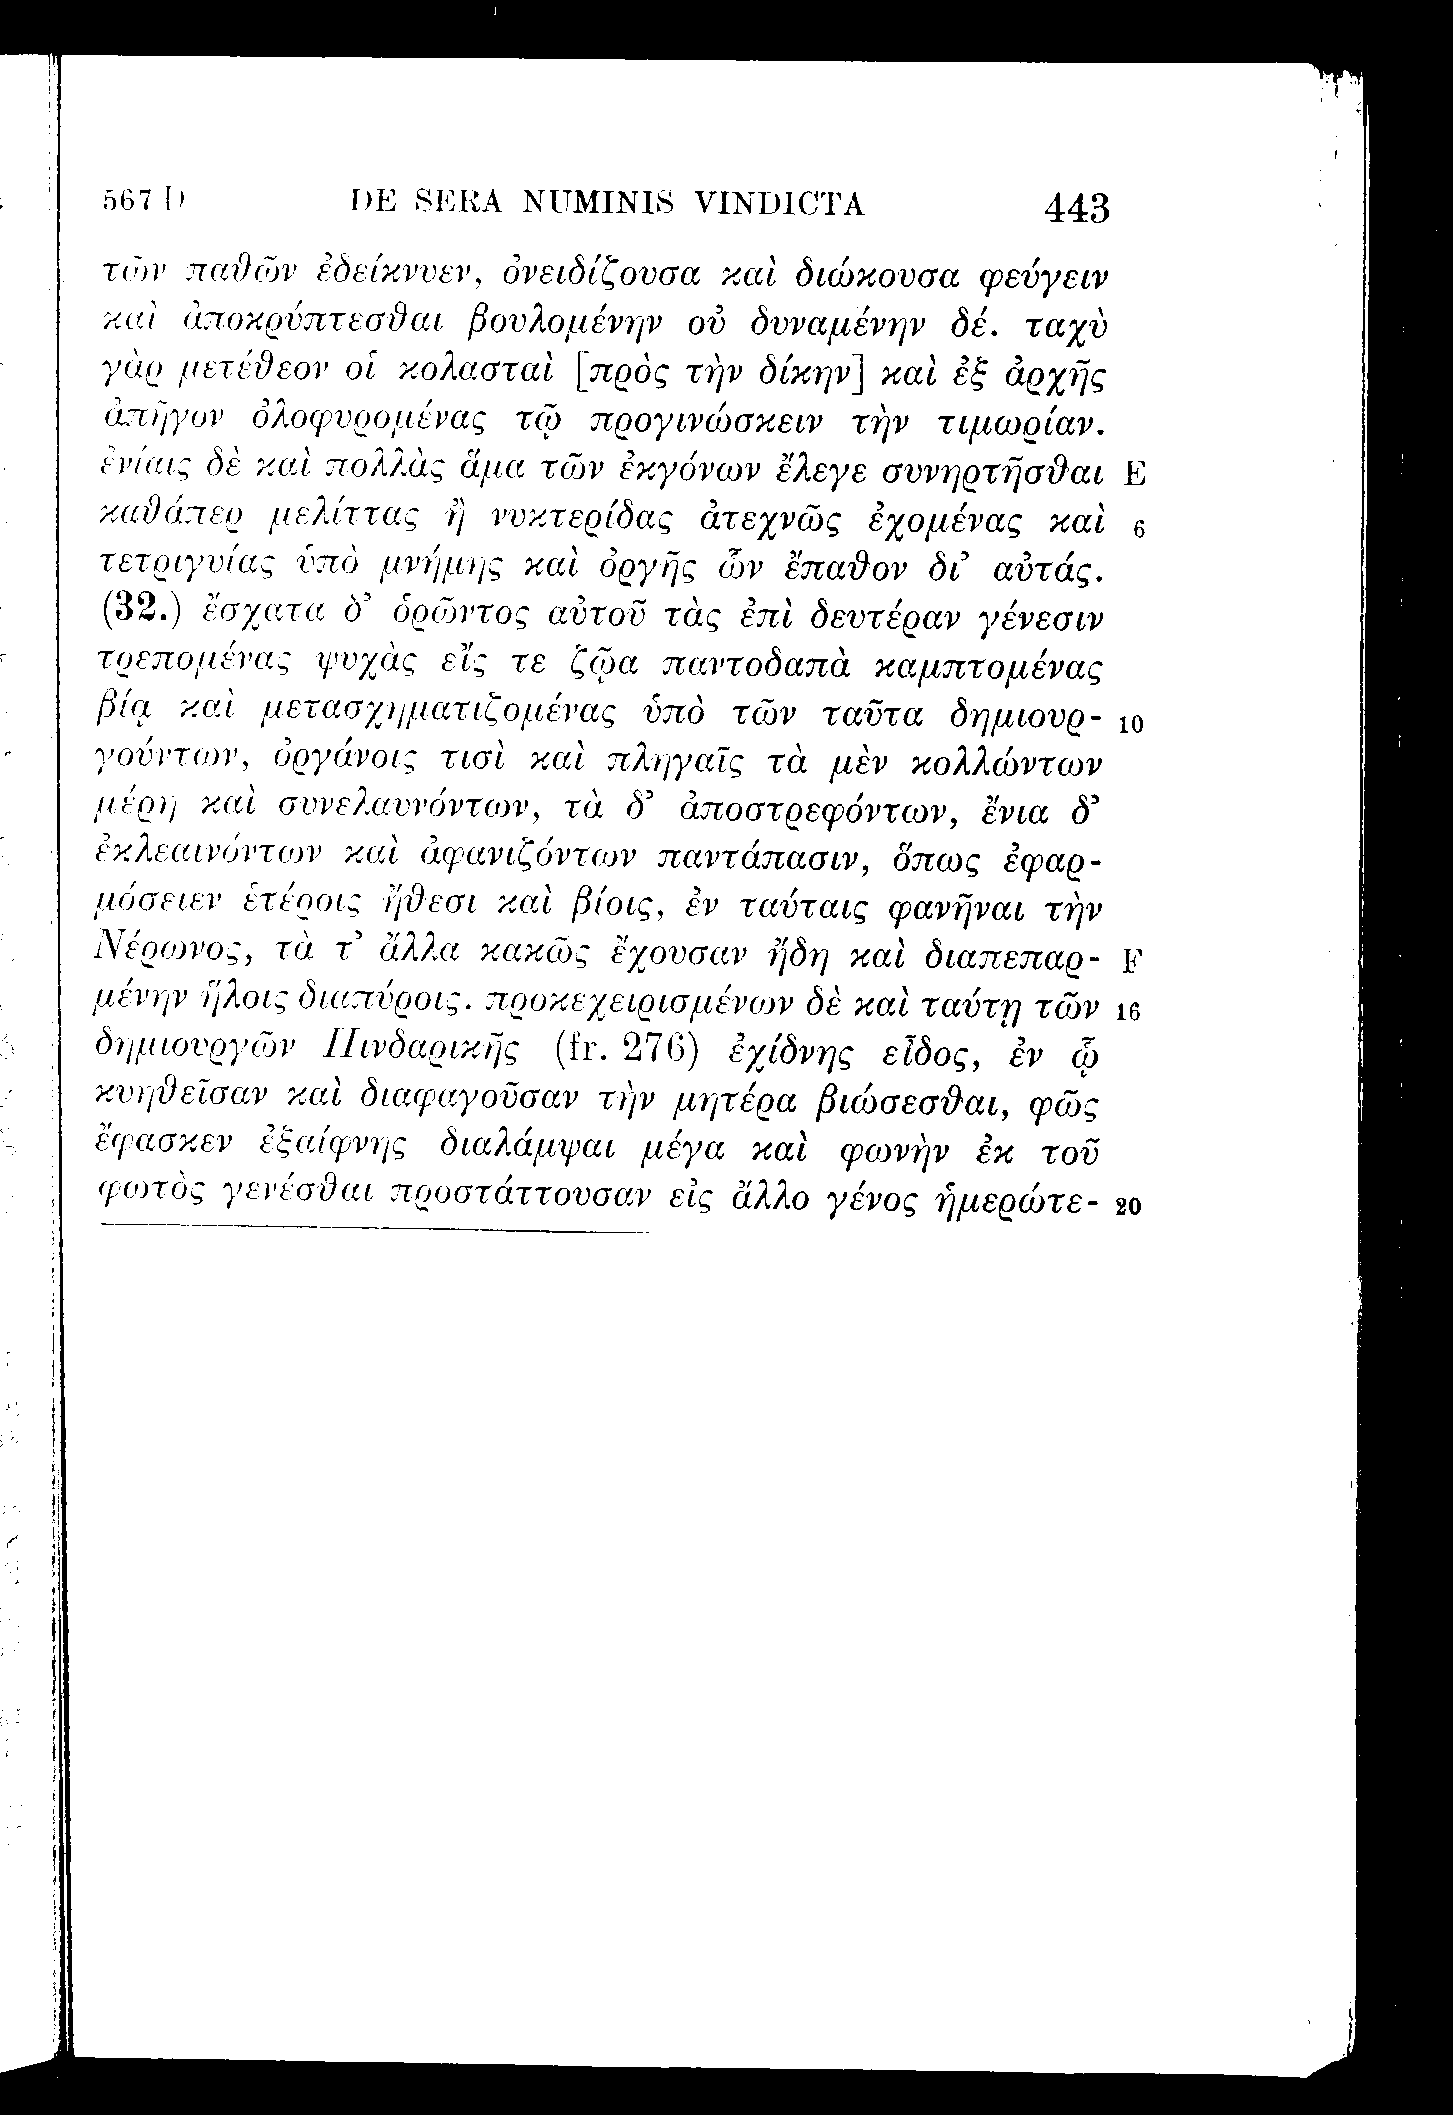 567 D DE SERA NUMINIS VINDICTA 443
τῶν παθῶν ἐδείκνυεν, ὀνειδίζουσα καὶ διώκουσα φεύγειν
καὶ ἀποκρύπτεσθαι βουλομένην οὐ δυναμένην δέ. ταχὺ
γὰρ μετέθεον οἱ κολασταὶ [πρὸς τὴν δίκην] καὶ ἐξ ἀρχῆς
ἀπῆγον ὀλοφυρομένας τῷ προγινώσκειν τὴν τιμωρίαν.
ἐνίαις δὲ καὶ πολλὰς ἅμα τῶν ἐκγόνων ἔλεγε συνηρτῆσθαι E
καθάπερ μελίττας ἢ νυκτερίδας ἀτεχνῶς ἐχομένας καὶ 6
τετριγυίας ὑπὸ μνήμης καὶ ὀργῆς ὧν ἔπαθον δι’ αὐτάς.
(32.) ἔσχατα δ’ ὁρῶντος αὐτοῦ τὰς ἐπὶ δευτέραν γένεσιν
τρεπομένας ψυχὰς εἴς τε ζῷα παντοδαπὰ καμπτομένας
βίᾳ καὶ μετασχηματιζομένας ὑπὸ τῶν ταῦτα δημιουρ- 10
γούντων, ὀργάνοις τισὶ καὶ πληγαῖς τὰ μὲν κολλώντων
μέρη καὶ συνελαυνόντων, τὰ δ’ ἀποστρεφόντων, ἔνια δ’
ἐκλεαινόντων καὶ ἀφανιζόντων παντάπασιν, ὅπως ἐφαρ-
μόσειεν ἑτέροις ἤθεσι καὶ βίοις, ἐν ταύταις φανῆναι τὴν
Νέρωνος, τὰ τ’ ἄλλα κακῶς ἔχουσαν ἤδη καὶ διαπεπαρ- F
μένην ἥλοις διαπύροις. προκεχειρισμένων δὲ καὶ ταύτῃ τῶν 16
δημιουργῶν Πινδαρικῆς (fr. 276) ἐχίδνης εἶδος, ἐν ᾧ
κυηθεῖσαν καὶ διαφαγοῦσαν τὴν μητέρα βιώσεσθαι, φῶς
ἔφασκεν ἐξαίφνης διαλάμψαι μέγα καὶ φωνὴν ἐκ τοῦ
φωτὸς γενέσθαι προστάττουσαν εἰς ἄλλο γένος ἡμερώτε- 20